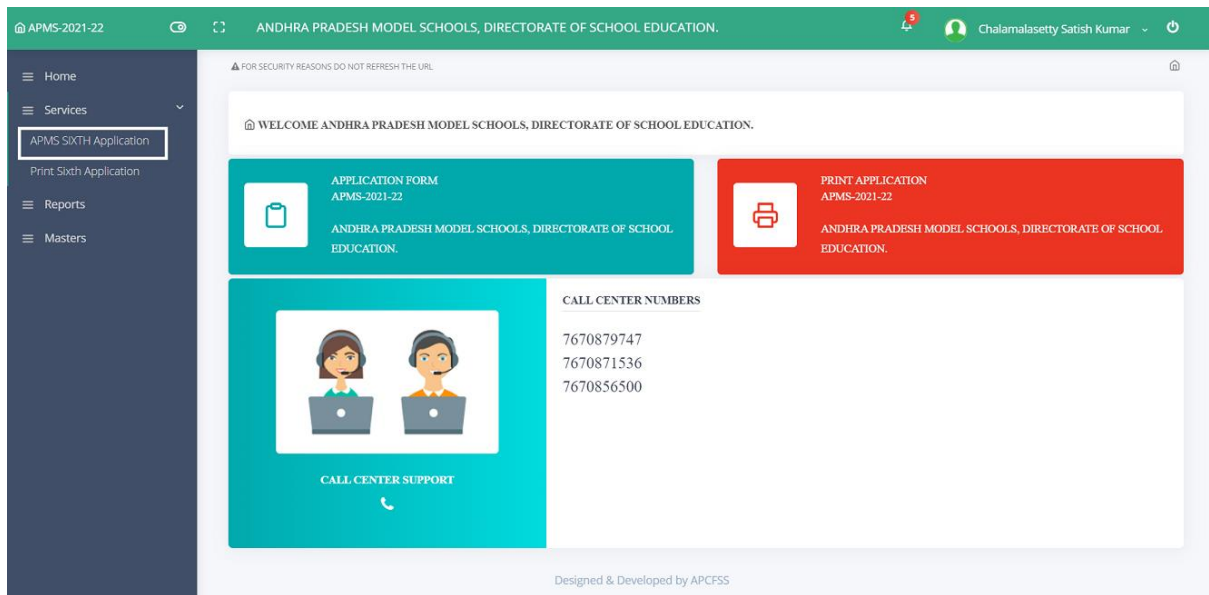 APMS-2021-22
ANDHRA PRADESH MODEL SCHOOLS, DIRECTORATE OF SCHOOL EDUCATION.
5
Chalamalasetty Satish Kumar
Home
Services
APMS SIXTH Application
Print Sixth Application
Reports
Masters
FOR SECURITY REASONS DO NOT REFRESH THE URL
WELCOME ANDHRA PRADESH MODEL SCHOOLS, DIRECTORATE OF SCHOOL EDUCATION.
APPLICATION FORM
APMS-2021-22
ANDHRA PRADESH MODEL SCHOOLS, DIRECTORATE OF SCHOOL
EDUCATION.
PRINT APPLICATION
APMS-2021-22
ANDHRA PRADESH MODEL SCHOOLS, DIRECTORATE OF SCHOOL
EDUCATION.
CALL CENTER SUPPORT
CALL CENTER NUMBERS
7670879747
7670871536
7670856500
Designed & Developed by APCFSS